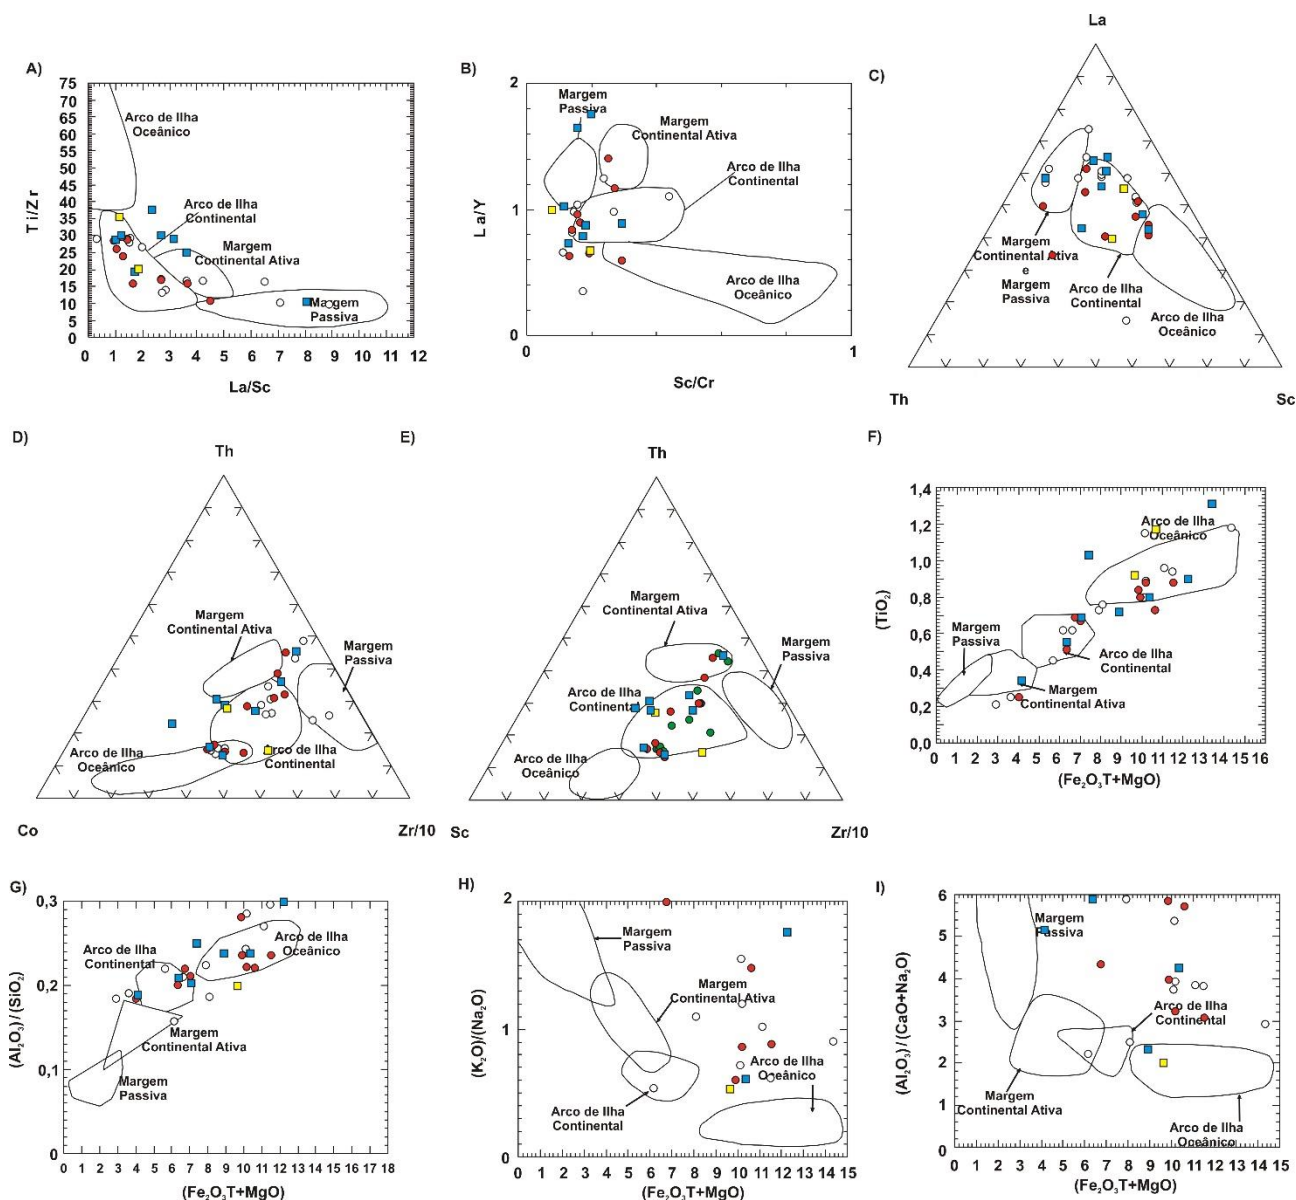 A)
75
70
65
60
55
50
45
40
35
30
25
20
15
10
5
0
Ti/Zr
Arco de Ilha
Oceânico
Arco de Ilha
Continental
Margem
Continental Ativa
Margem
Passiva
0 1 2 3 4 5 6 7 8 9 10 11 12
La/Sc
B)
2
1
0
La/Y
Margem
Passiva
Margem
Continental Ativa
Arco de Ilha
Continental
Arco de Ilha
Oceânico
0 1
Sc/Cr
C)
La
Margem
Continental Ativa
e
Margem
Passiva
Arco de Ilha
Continental
Arco de Ilha
Oceânico
Th
Sc
D)
Th
Margem
Continental Ativa
Margem
Passiva
Arco de Ilha
Oceânico
Arco de Ilha
Continental
Co
Zr/10
E)
Th
Margem
Continental Ativa
Margem
Passiva
Arco de Ilha
Continental
Arco de Ilha
Oceânico
Sc
Zr/10
F)
1,4
1,2
1,0
0,8
0,6
0,4
0,2
0,0
(TiO₂)
Arco de Ilha
Oceânico
Margem
Passiva
Arco de Ilha
Continental
Margem
Continental Ativa
0 1 2 3 4 5 6 7 8 9 10 11 12 13 14 15 16
(Fe₂O₃T+MgO)
G)
0,3
0,2
0,1
0
(Al₂O₃)/(SiO₂)
Arco de Ilha
Continental
Arco de Ilha
Oceânico
Margem
Continental Ativa
Margem
Passiva
0 1 2 3 4 5 6 7 8 9 10 11 12 13 14 15 16 17 18
(Fe₂O₃T+MgO)
H)
2
1
0
(K₂O)/(Na₂O)
Margem
Passiva
Margem
Continental Ativa
Arco de Ilha
Oceânico
Arco de Ilha
Continental
0 1 2 3 4 5 6 7 8 9 10 11 12 13 14 15
(Fe₂O₃T+MgO)
I)
6
5
4
3
2
1
0
(Al₂O₃)/(CaO+Na₂O)
Margem
Passiva
Arco de Ilha
Continental
Margem
Continental Ativa
Arco de Ilha
Oceânico
0 1 2 3 4 5 6 7 8 9 10 11 12 13 14 15
(Fe₂O₃T+MgO)